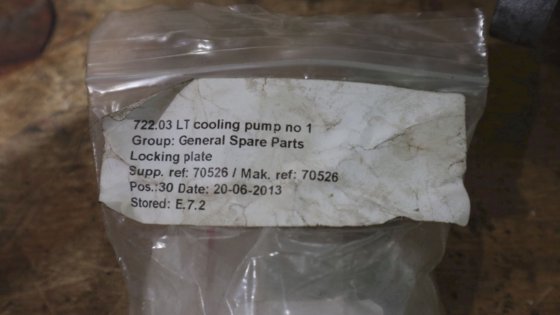 722.03 LT cooling pump no 1
Group: General Spare Parts
Locking plate
Supp. ref: 70526 / Mak. ref: 70526
Pos.:30 Date: 20-06-2013
Stored: E.7.2